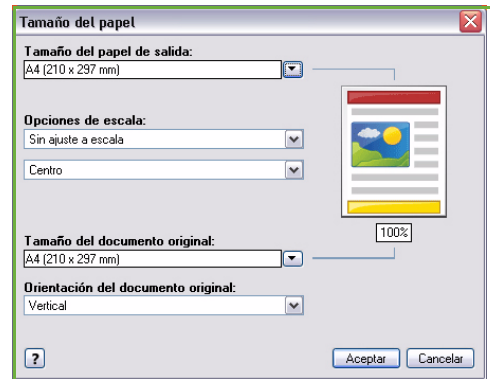 Tamaño del papel
Tamaño del papel de salida:
A4 (210 x 297 mm)
Opciones de escala:
Sin ajuste a escala
Centro
100%
Tamaño del documento original:
A4 (210 x 297 mm)
Orientación del documento original:
Vertical
?
Aceptar
Cancelar